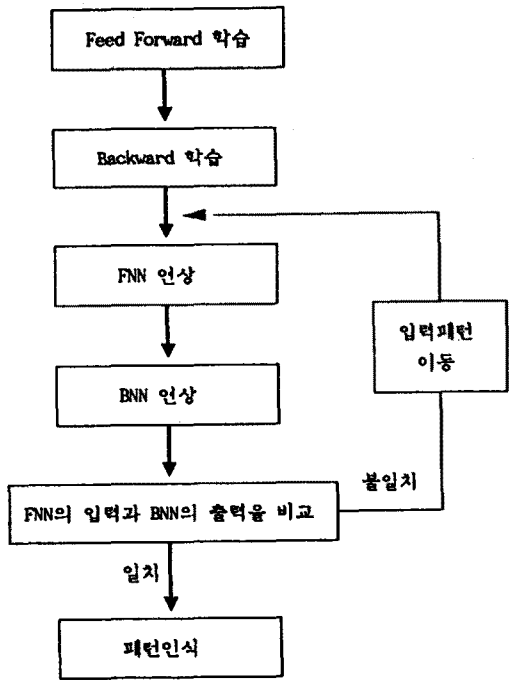 Feed Forward 학습
Backward 학습
FNN 연상
입력패턴
이동
BNN 연상
불일치
FNN의 입력과 BNN의 출력을 비교
일치
패턴인식